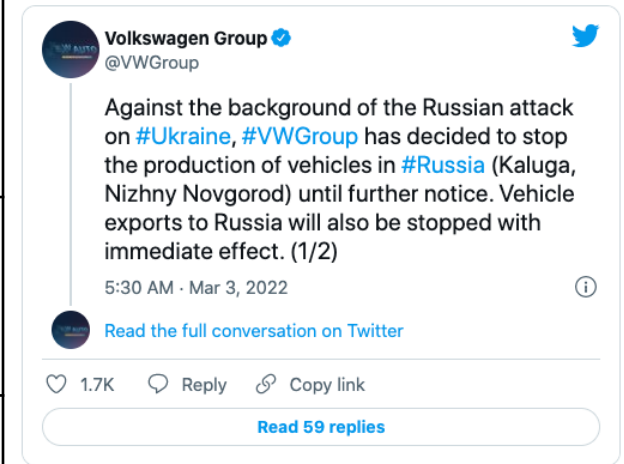 Volkswagen Group
@VWGroup
Against the background of the Russian attack
on #Ukraine, #VWGroup has decided to stop
the production of vehicles in #Russia (Kaluga,
Nizhny Novgorod) until further notice. Vehicle
exports to Russia will also be stopped with
immediate effect. (1/2)
5:30 AM · Mar 3, 2022
Read the full conversation on Twitter
1.7K Reply Copy link
Read 59 replies